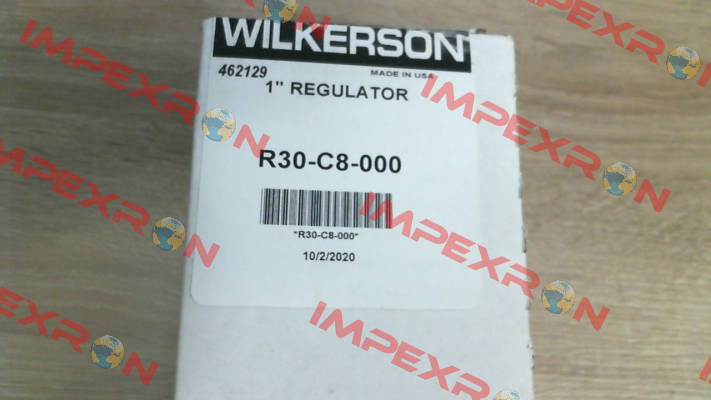 WILKERSON
462129
MADE IN USA
1" REGULATOR
R30-C8-000
"R30-C8-000"
10/2/2020
IMPEXRON
IMPEXRON
IMPEXRON
IMPEXRON
IMPEXRON
IMPEXRON